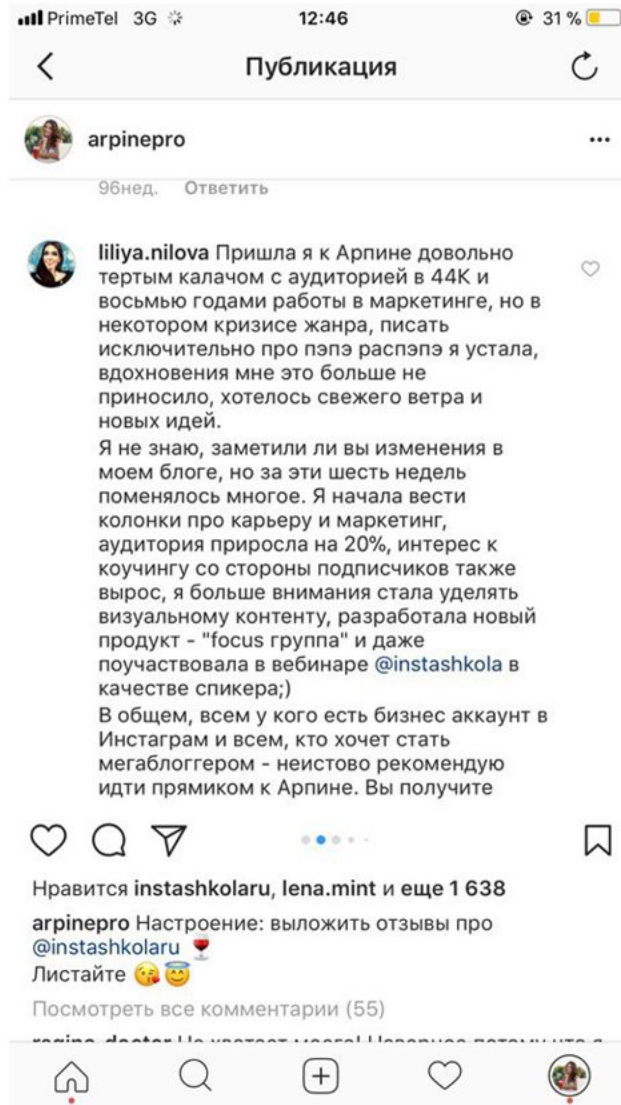 PrimeTel 3G 12:46 31 %
Публикация
arpinepro
96нед. Ответить
liliya.nilova Пришла я к Арпине довольно
тертым калачом с аудиторией в 44К и
восьмью годами работы в маркетинге, но в
некотором кризисе жанра, писать
исключительно про пэпэ распэпэ я устала,
вдохновения мне это больше не
приносило, хотелось свежего ветра и
новых идей.
Я не знаю, заметили ли вы изменения в
моем блоге, но за эти шесть недель
поменялось многое. Я начала вести
колонки про карьеру и маркетинг,
аудитория приросла на 20%, интерес к
коучингу со стороны подписчиков также
вырос, я больше внимания стала уделять
визуальному контенту, разработала новый
продукт - "focus группа" и даже
поучаствовала в вебинаре @instashkola в
качестве спикера;)
В общем, всем у кого есть бизнес аккаунт в
Инстаграм и всем, кто хочет стать
мегаблоггером - неистово рекомендую
идти прямиком к Арпине. Вы получите
Нравится instashkolaru, lena.mint и еще 1 638
arpinepro Настроение: выложить отзывы про
@instashkolaru 🍷
Листайте 😘😇
Посмотреть все комментарии (55)